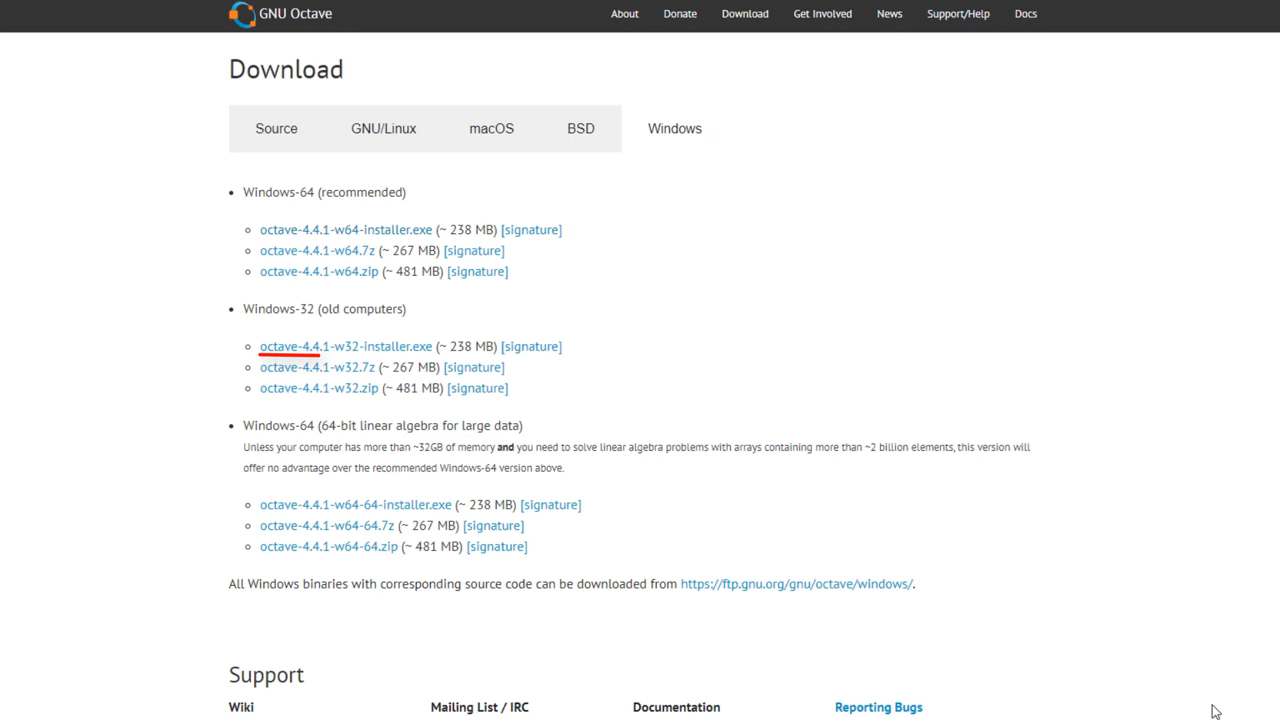 GNU Octave About Donate Download Get Involved News Support/Help Docs
Download
Source GNU/Linux macOS BSD Windows
Windows-64 (recommended)
octave-4.4.1-w64-installer.exe (~ 238 MB) [signature]
octave-4.4.1-w64.7z (~ 267 MB) [signature]
octave-4.4.1-w64.zip (~ 481 MB) [signature]
Windows-32 (old computers)
octave-4.4.1-w32-installer.exe (~ 238 MB) [signature]
octave-4.4.1-w32.7z (~ 267 MB) [signature]
octave-4.4.1-w32.zip (~ 481 MB) [signature]
Windows-64 (64-bit linear algebra for large data)
Unless your computer has more than ~32GB of memory and you need to solve linear algebra problems with arrays containing more than ~2 billion elements, this version will
offer no advantage over the recommended Windows-64 version above.
octave-4.4.1-w64-64-installer.exe (~ 238 MB) [signature]
octave-4.4.1-w64-64.7z (~ 267 MB) [signature]
octave-4.4.1-w64-64.zip (~ 481 MB) [signature]
All Windows binaries with corresponding source code can be downloaded from https://ftp.gnu.org/gnu/octave/windows/.
Support
Wiki Mailing List / IRC Documentation Reporting Bugs